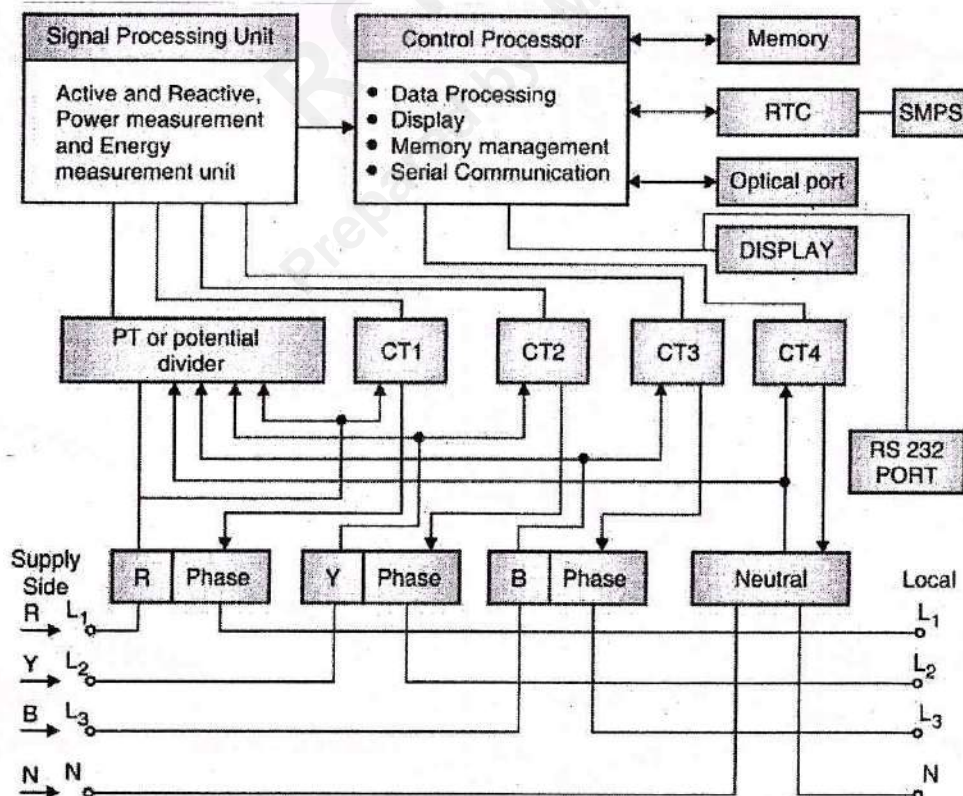 Signal Processing Unit
Active and Reactive,
Power measurement
and Energy
measurement unit
Control Processor
• Data Processing
• Display
• Memory management
• Serial Communication
Memory
RTC
SMPS
Optical port
DISPLAY
PT or potential
divider
CT1
CT2
CT3
CT4
RS 232
PORT
Supply
Side
R Phase
Y Phase
B Phase
Neutral
Local
R L1
L1
Y L2
L2
B L3
L3
N N
N